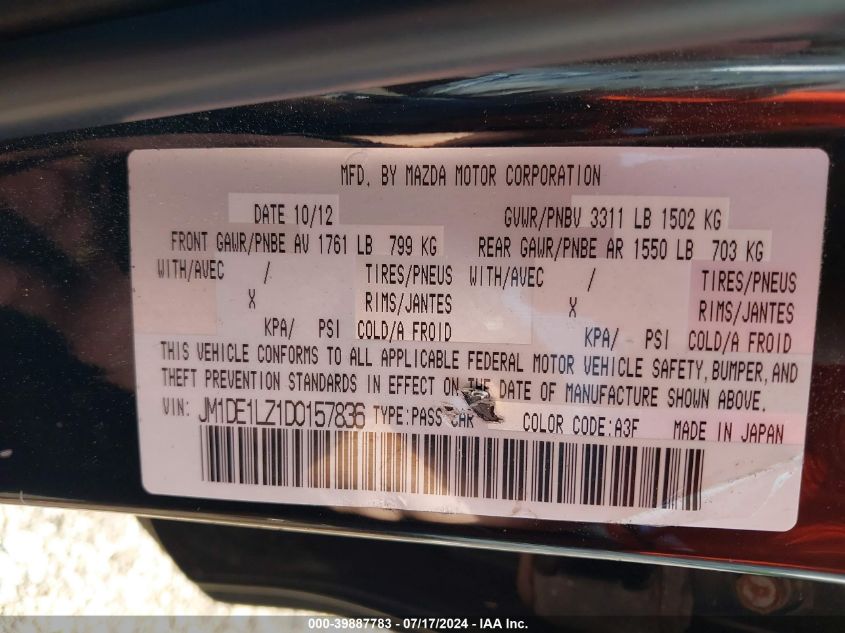 MFD. BY MAZDA MOTOR CORPORATION
DATE 10/12 GVWR/PNBV 3311 LB 1502 KG
FRONT GAWR/PNBE AV 1761 LB 799 KG REAR GAWR/PNBE AR 1550 LB 703 KG
WITH/AVEC / TIRES/PNEUS WITH/AVEC / TIRES/PNEUS
X RIMS/JANTES X RIMS/JANTES
KPA/ PSI COLD/A FROID KPA/ PSI COLD/A FROID
THIS VEHICLE CONFORMS TO ALL APPLICABLE FEDERAL MOTOR VEHICLE SAFETY, BUMPER, AND
THEFT PREVENTION STANDARDS IN EFFECT ON THE DATE OF MANUFACTURE SHOWN ABOVE.
VIN: JM1DE1LZ1D0157836 TYPE:PASS CAR COLOR CODE:A3F MADE IN JAPAN
000-39887783 - 07/17/2024 - IAA Inc.